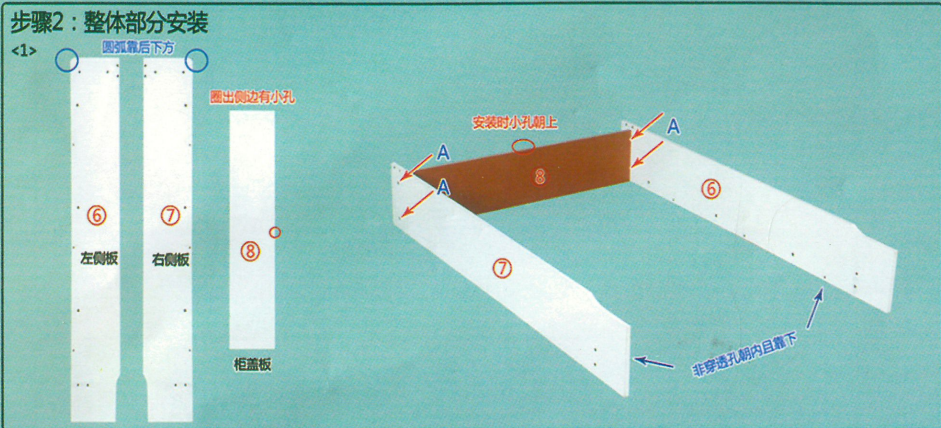 步骤2：整体部分安装
<1>
圆弧靠后下方
圈出侧边有小孔
安装时小孔朝上
A
A
A
8
⑥
⑦
⑥
⑦
⑧
左侧板
右侧板
柜盖板
非穿透孔朝内且靠下